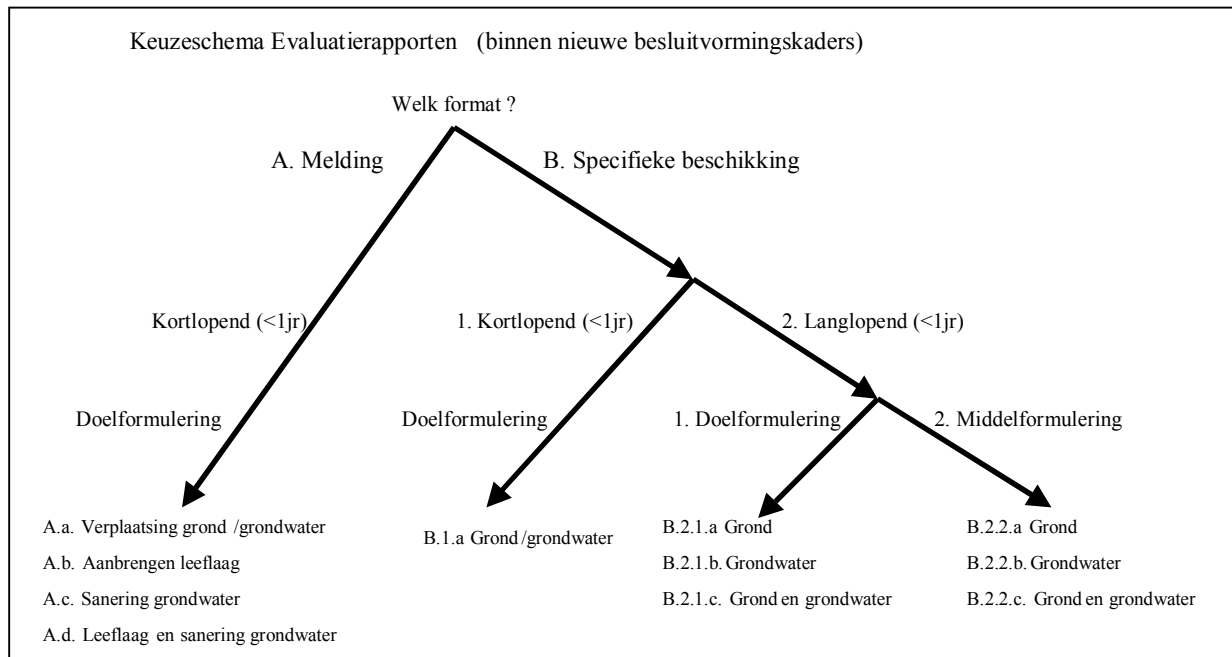 Keuzeschema Evaluatierapporten (binnen nieuwe besluitvormingskaders)
Welk format ?
A. Melding
B. Specifieke beschikking
Kortlopend (<1jr)
1. Kortlopend (<1jr)
2. Langlopend (<1jr)
Doelformulering
Doelformulering
1. Doelformulering
2. Middelformulering
A.a. Verplaatsing grond /grondwater
A.b. Aanbrengen leeflaag
A.c. Sanering grondwater
A.d. Leeflaag en sanering grondwater
B.1.a Grond/grondwater
B.2.1.a Grond
B.2.1.b. Grondwater
B.2.1.c. Grond en grondwater
B.2.2.a Grond
B.2.2.b. Grondwater
B.2.2.c. Grond en grondwater